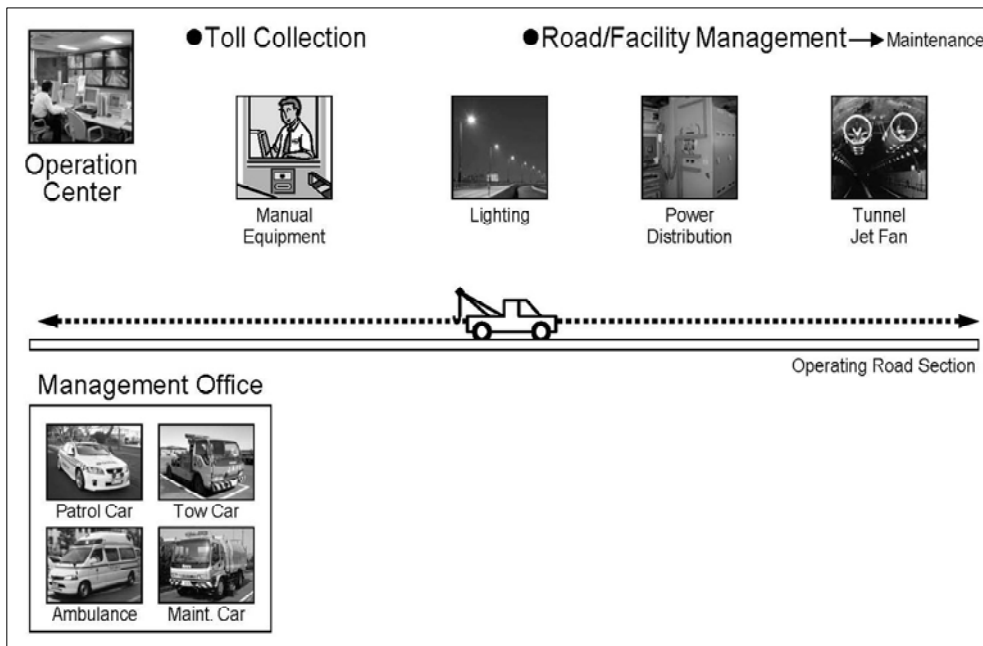 ●Toll Collection
●Road/Facility Management→Maintenance
Operation
Center
Manual
Equipment
Lighting
Power
Distribution
Tunnel
Jet Fan
Operating Road Section
Management Office
Patrol Car
Tow Car
Ambulance
Maint. Car